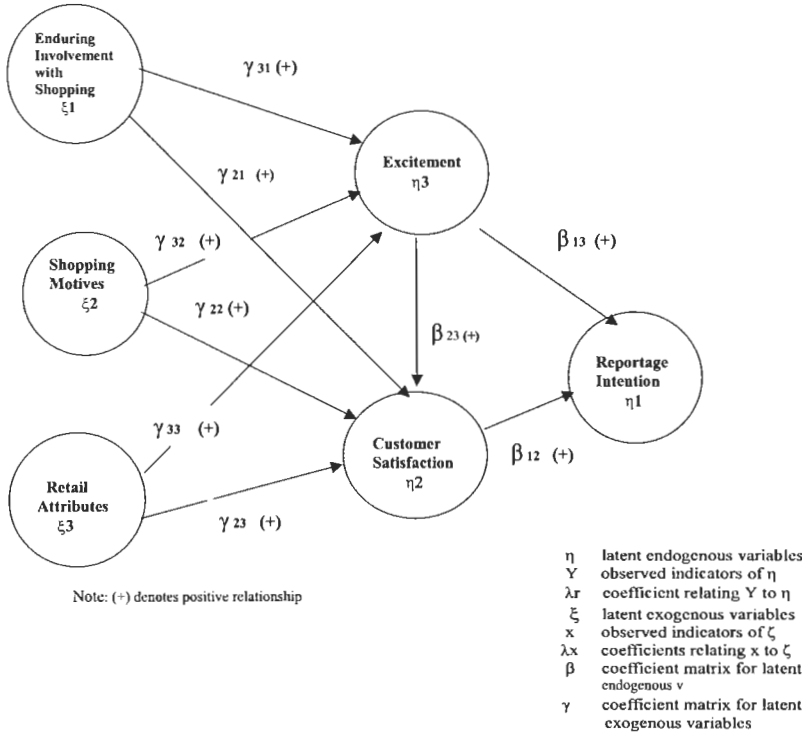 Enduring
Involvement
with
Shopping
ξ1
γ 31 (+)
Excitement
η3
γ 21 (+)
γ 32 (+)
Shopping
Motives
ξ2
γ 22 (+)
β 13 (+)
β 23 (+)
Reportage
Intention
η1
γ 33 (+)
Customer
Satisfaction
η2
β 12 (+)
Retail
Attributes
ξ3
γ 23 (+)
Note: (+) denotes positive relationship
η latent endogenous variables
Y observed indicators of η
λr coefficient relating Y to η
ξ latent exogenous variables
x observed indicators of ζ
λx coefficients relating x to ζ
β coefficient matrix for latent
endogenous v
γ coefficient matrix for latent
exogenous variables